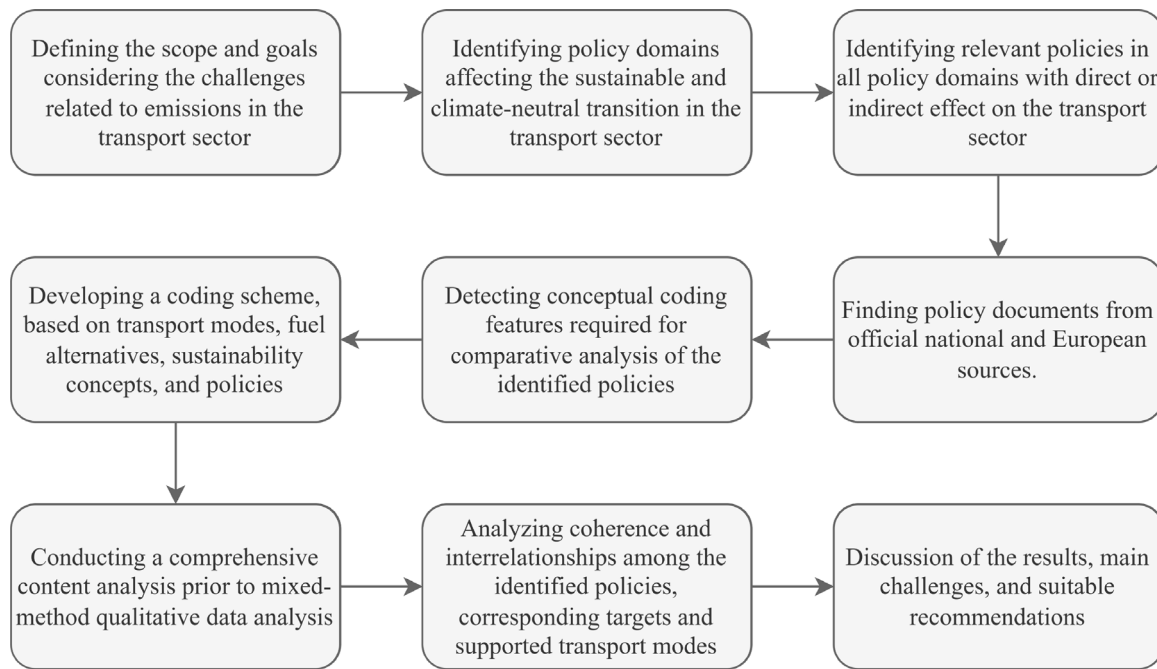 Defining the scope and goals
considering the challenges
related to emissions in the
transport sector
Identifying policy domains
affecting the sustainable and
climate-neutral transition in the
transport sector
Identifying relevant policies in
all policy domains with direct or
indirect effect on the transport
sector
Finding policy documents from
official national and European
sources.
Detecting conceptual coding
features required for
comparative analysis of the
identified policies
Developing a coding scheme,
based on transport modes, fuel
alternatives, sustainability
concepts, and policies
Conducting a comprehensive
content analysis prior to mixed-
method qualitative data analysis
Analyzing coherence and
interrelationships among the
identified policies,
corresponding targets and
supported transport modes
Discussion of the results, main
challenges, and suitable
recommendations